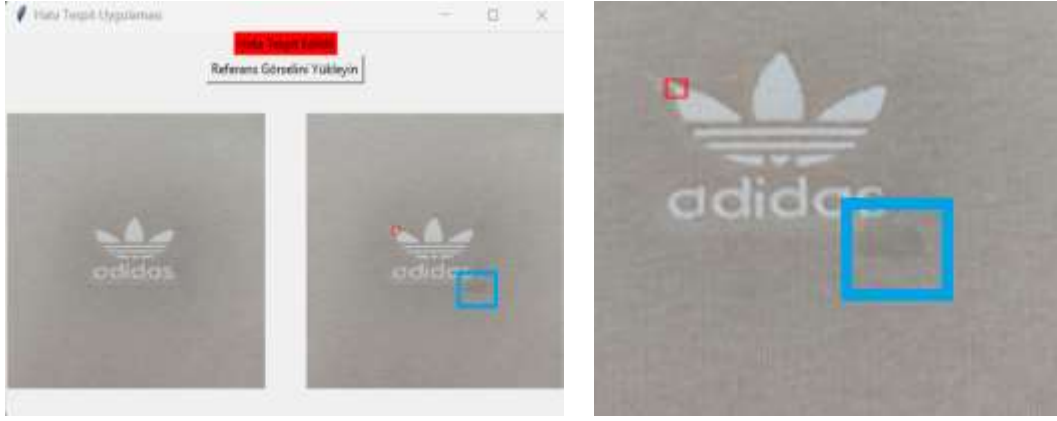 Hata Tespit Uygulaması
Hata Tespit Edildi
Referans Görselini Yükleyin
adidas
adidas
adidas